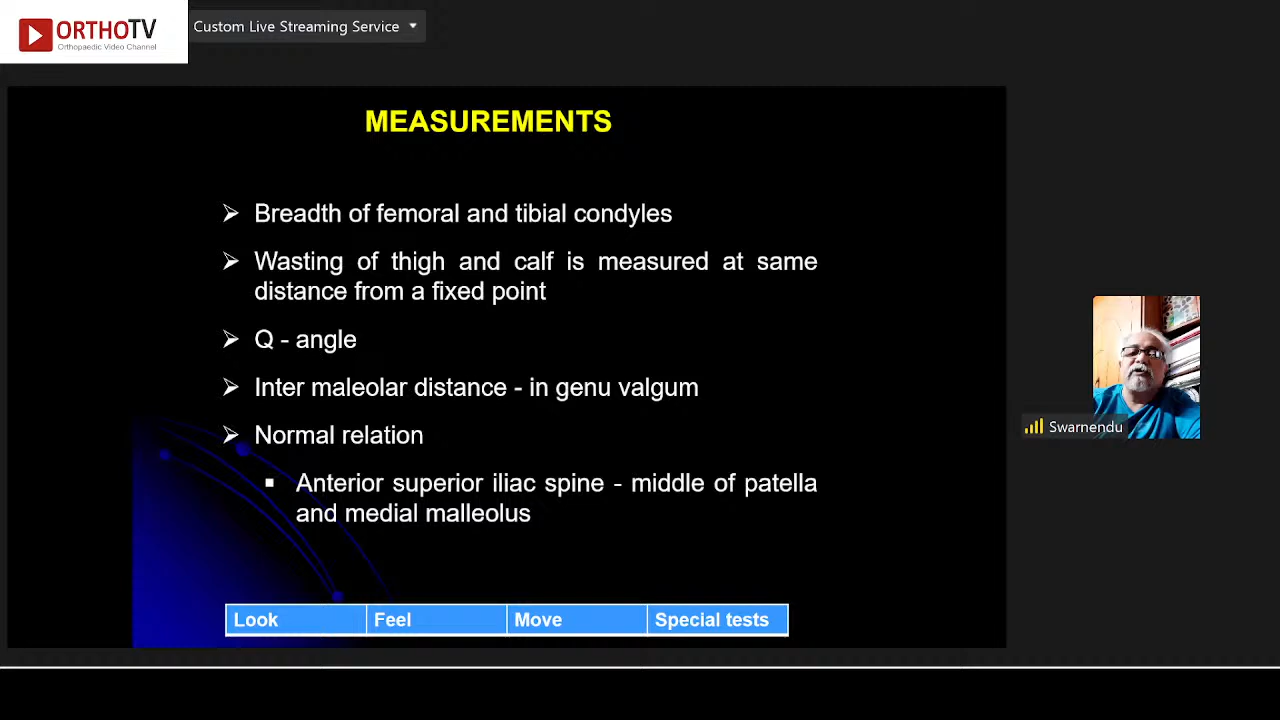 ORTHOTV
Orthopaedic Video Channel
Custom Live Streaming Service
MEASUREMENTS
Breadth of femoral and tibial condyles
Wasting of thigh and calf is measured at same
distance from a fixed point
Q - angle
Inter maleolar distance - in genu valgum
Normal relation
Anterior superior iliac spine - middle of patella
and medial malleolus
Swarnendu
Look Feel Move Special tests